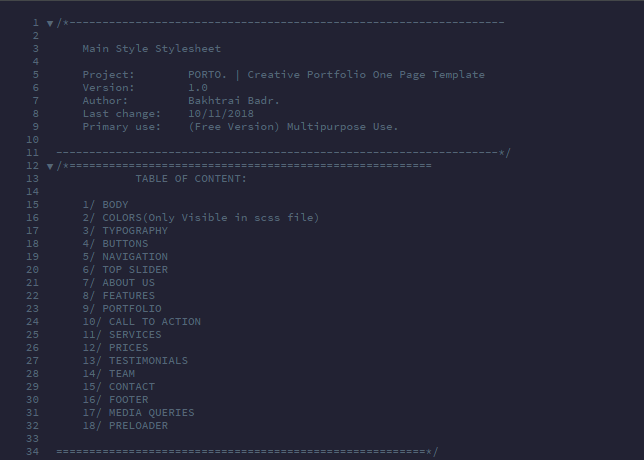 1 /*------------------------------------------------------------------
2
3 Main Style Stylesheet
4
5 Project: PORTO. | Creative Portfolio One Page Template
6 Version: 1.0
7 Author: Bakhtrai Badr.
8 Last change: 10/11/2018
9 Primary use: (Free Version) Multipurpose Use.
10
11 -------------------------------------------------------------------*/
12 /*=======================================================
13 TABLE OF CONTENT:
14
15 1/ BODY
16 2/ COLORS(Only Visible in scss file)
17 3/ TYPOGRAPHY
18 4/ BUTTONS
19 5/ NAVIGATION
20 6/ TOP SLIDER
21 7/ ABOUT US
22 8/ FEATURES
23 9/ PORTFOLIO
24 10/ CALL TO ACTION
25 11/ SERVICES
26 12/ PRICES
27 13/ TESTIMONIALS
28 14/ TEAM
29 15/ CONTACT
30 16/ FOOTER
31 17/ MEDIA QUERIES
32 18/ PRELOADER
33
34 ========================================================*/